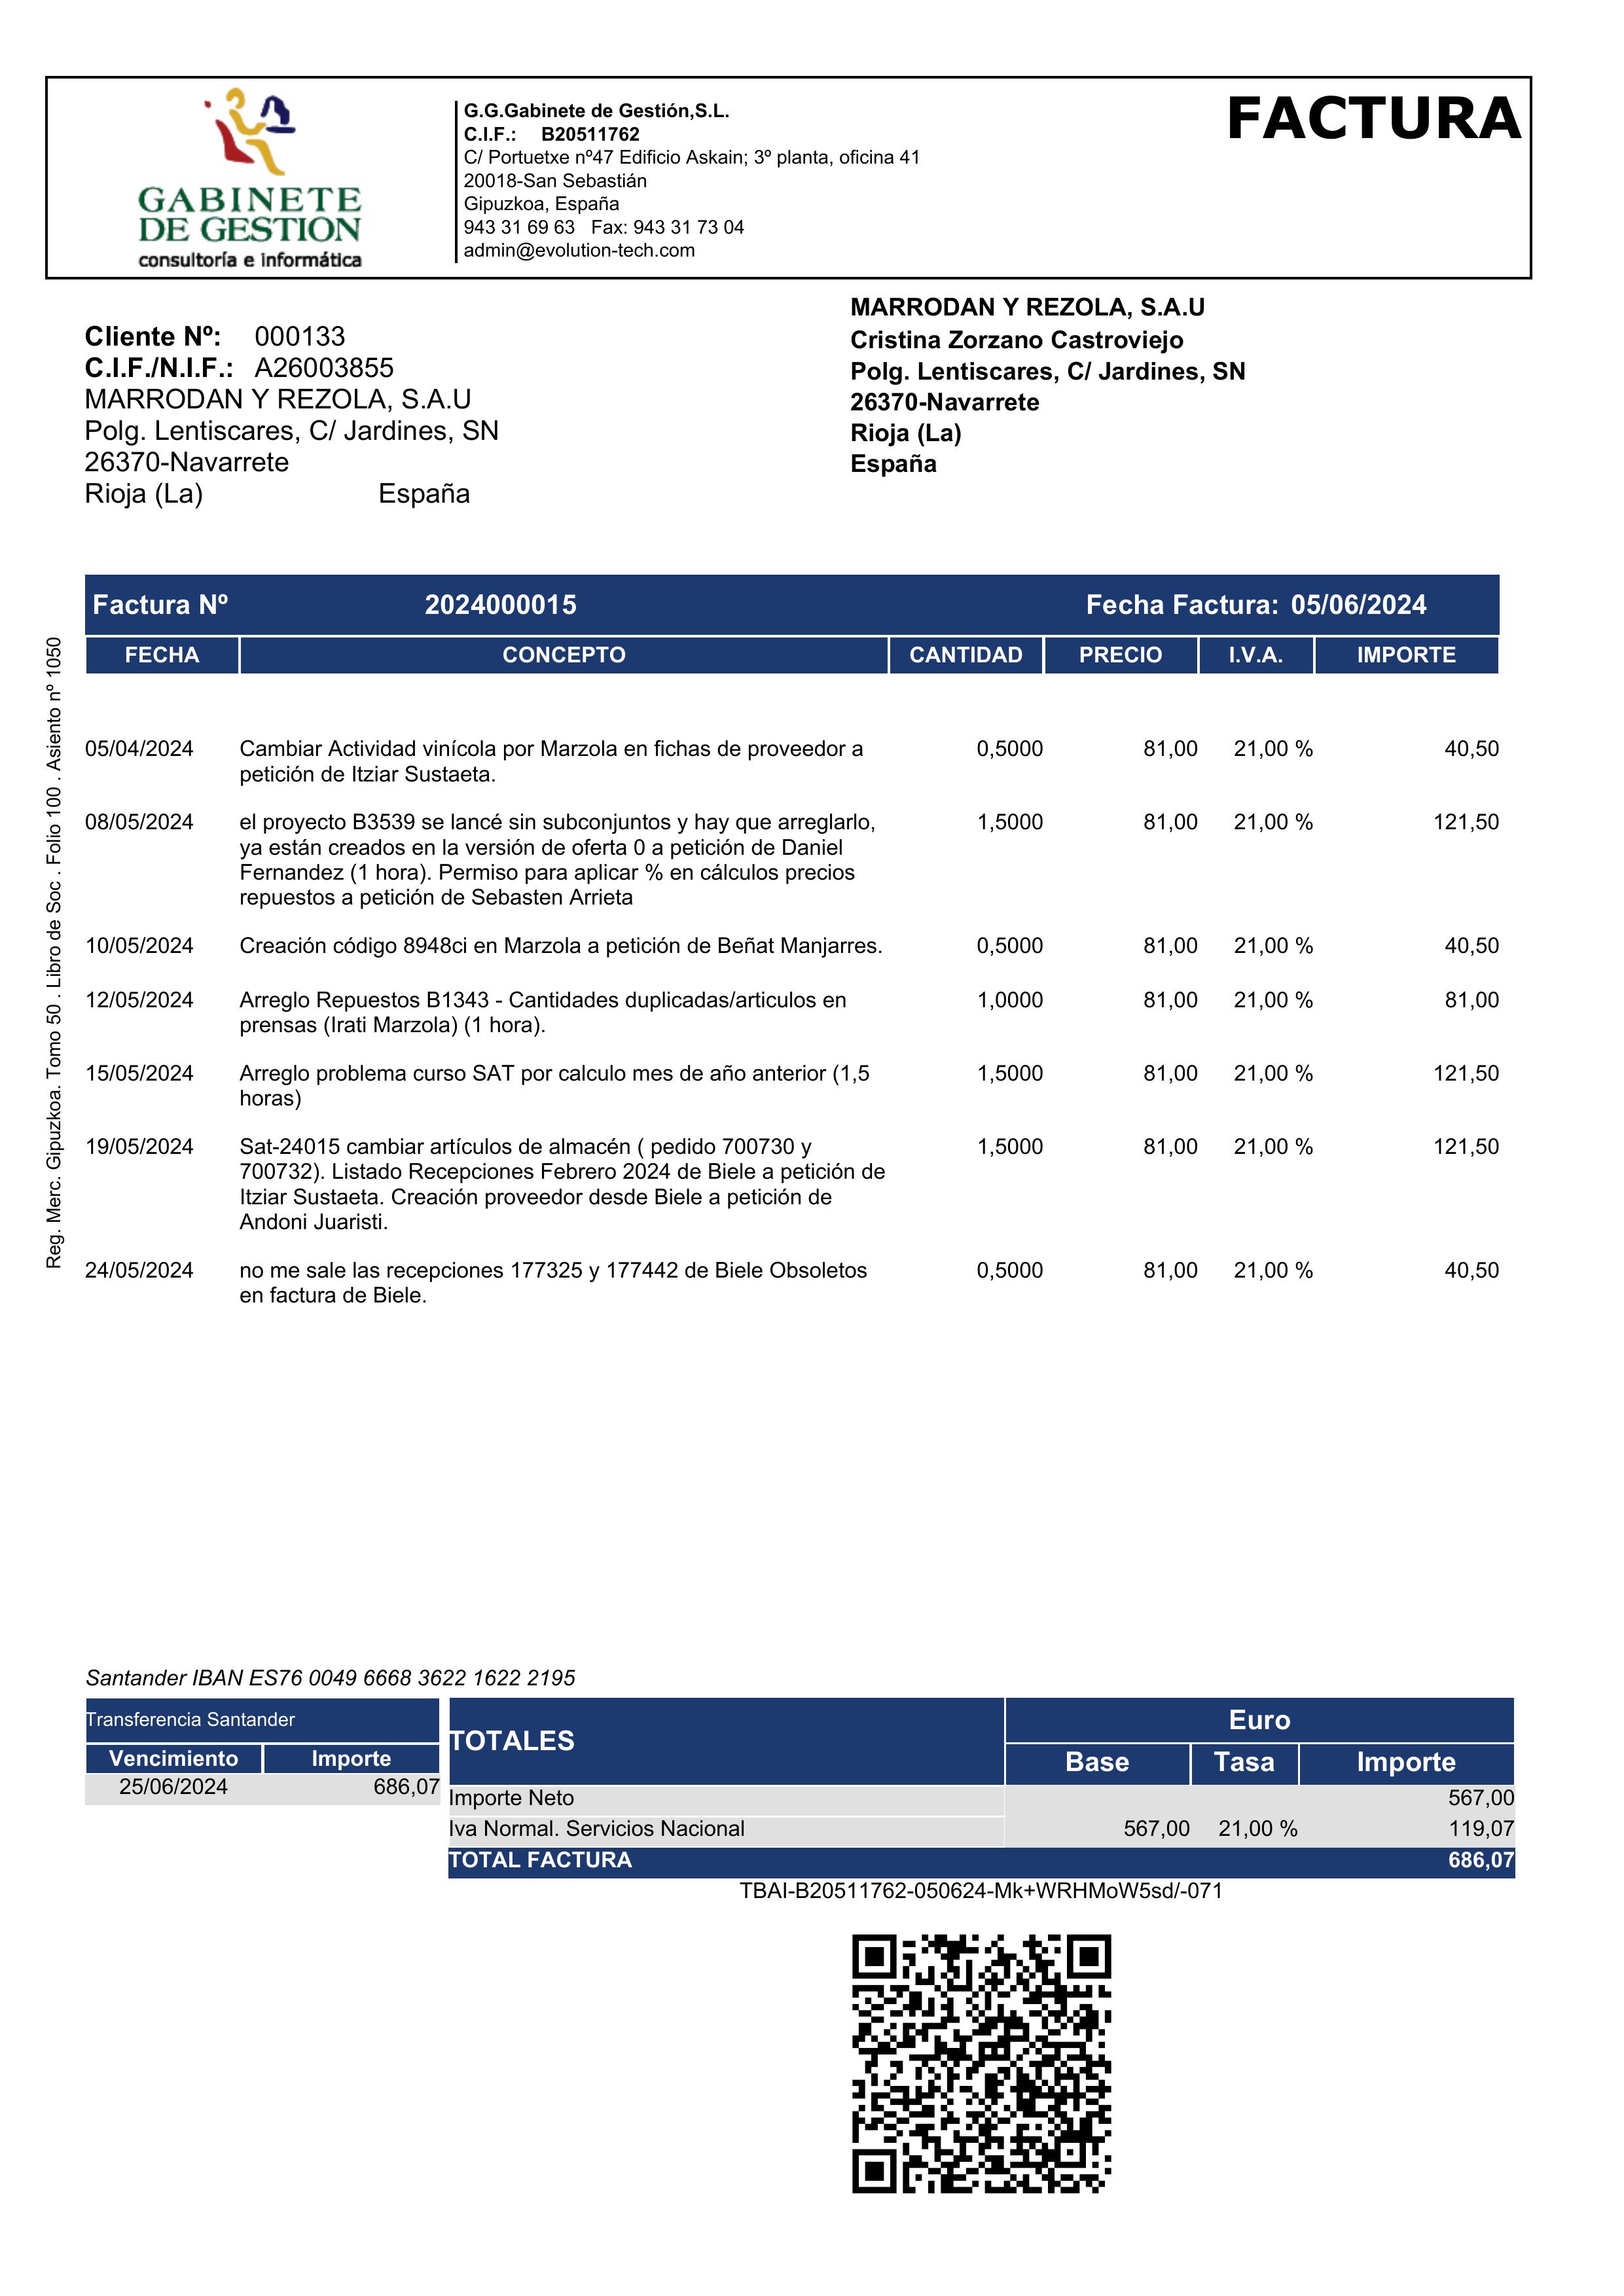 GABINETE
DE GESTION
consultoría e informática
G.G.Gabinete de Gestión,S.L.
C.I.F.: B20511762
C/ Portuetxe nº47 Edificio Askain; 3º planta, oficina 41
20018-San Sebastián
Gipuzkoa, España
943 31 69 63 Fax: 943 31 73 04
admin@evolution-tech.com
FACTURA
Cliente Nº: 000133
C.I.F./N.I.F.: A26003855
MARRODAN Y REZOLA, S.A.U
Polg. Lentiscares, C/ Jardines, SN
26370-Navarrete
Rioja (La) España
MARRODAN Y REZOLA, S.A.U
Cristina Zorzano Castroviejo
Polg. Lentiscares, C/ Jardines, SN
26370-Navarrete
Rioja (La)
España
Reg. Merc. Gipuzkoa. Tomo 50 . Libro de Soc . Folio 100 . Asiento nº 1050
Factura Nº 2024000015 Fecha Factura: 05/06/2024
FECHA CONCEPTO CANTIDAD PRECIO I.V.A. IMPORTE
05/04/2024 Cambiar Actividad vinícola por Marzola en fichas de proveedor a 0,5000 81,00 21,00 % 40,50
petición de Itziar Sustaeta.
08/05/2024 el proyecto B3539 se lancé sin subconjuntos y hay que arreglarlo, 1,5000 81,00 21,00 % 121,50
ya están creados en la versión de oferta 0 a petición de Daniel
Fernandez (1 hora). Permiso para aplicar % en cálculos precios
repuestos a petición de Sebasten Arrieta
10/05/2024 Creación código 8948ci en Marzola a petición de Beñat Manjarres. 0,5000 81,00 21,00 % 40,50
12/05/2024 Arreglo Repuestos B1343 - Cantidades duplicadas/articulos en 1,0000 81,00 21,00 % 81,00
prensas (Irati Marzola) (1 hora).
15/05/2024 Arreglo problema curso SAT por calculo mes de año anterior (1,5 1,5000 81,00 21,00 % 121,50
horas)
19/05/2024 Sat-24015 cambiar artículos de almacén ( pedido 700730 y 1,5000 81,00 21,00 % 121,50
700732). Listado Recepciones Febrero 2024 de Biele a petición de
Itziar Sustaeta. Creación proveedor desde Biele a petición de
Andoni Juaristi.
24/05/2024 no me sale las recepciones 177325 y 177442 de Biele Obsoletos 0,5000 81,00 21,00 % 40,50
en factura de Biele.
Santander IBAN ES76 0049 6668 3622 1622 2195
Transferencia Santander
Vencimiento Importe
25/06/2024 686,07
TOTALES Euro
Base Tasa Importe
Importe Neto 567,00
Iva Normal. Servicios Nacional 567,00 21,00 % 119,07
TOTAL FACTURA 686,07
TBAI-B20511762-050624-Mk+WRHMoW5sd/-071